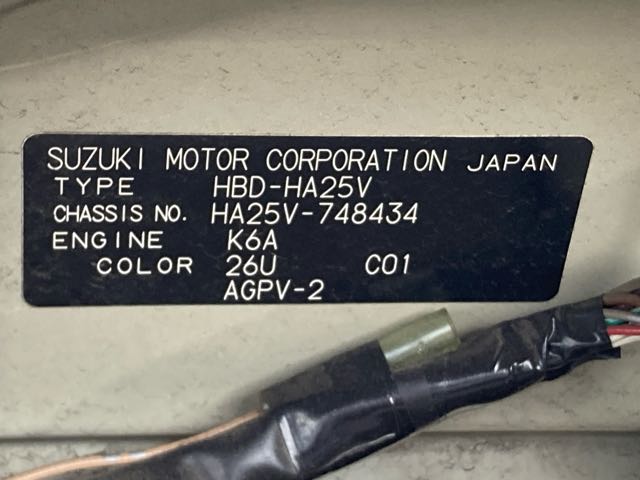 SUZUKI MOTOR CORPORATION JAPAN
TYPE HBD-HA25V
CHASSIS NO. HA25V-748434
ENGINE K6A
COLOR 26U C01
AGPV-2